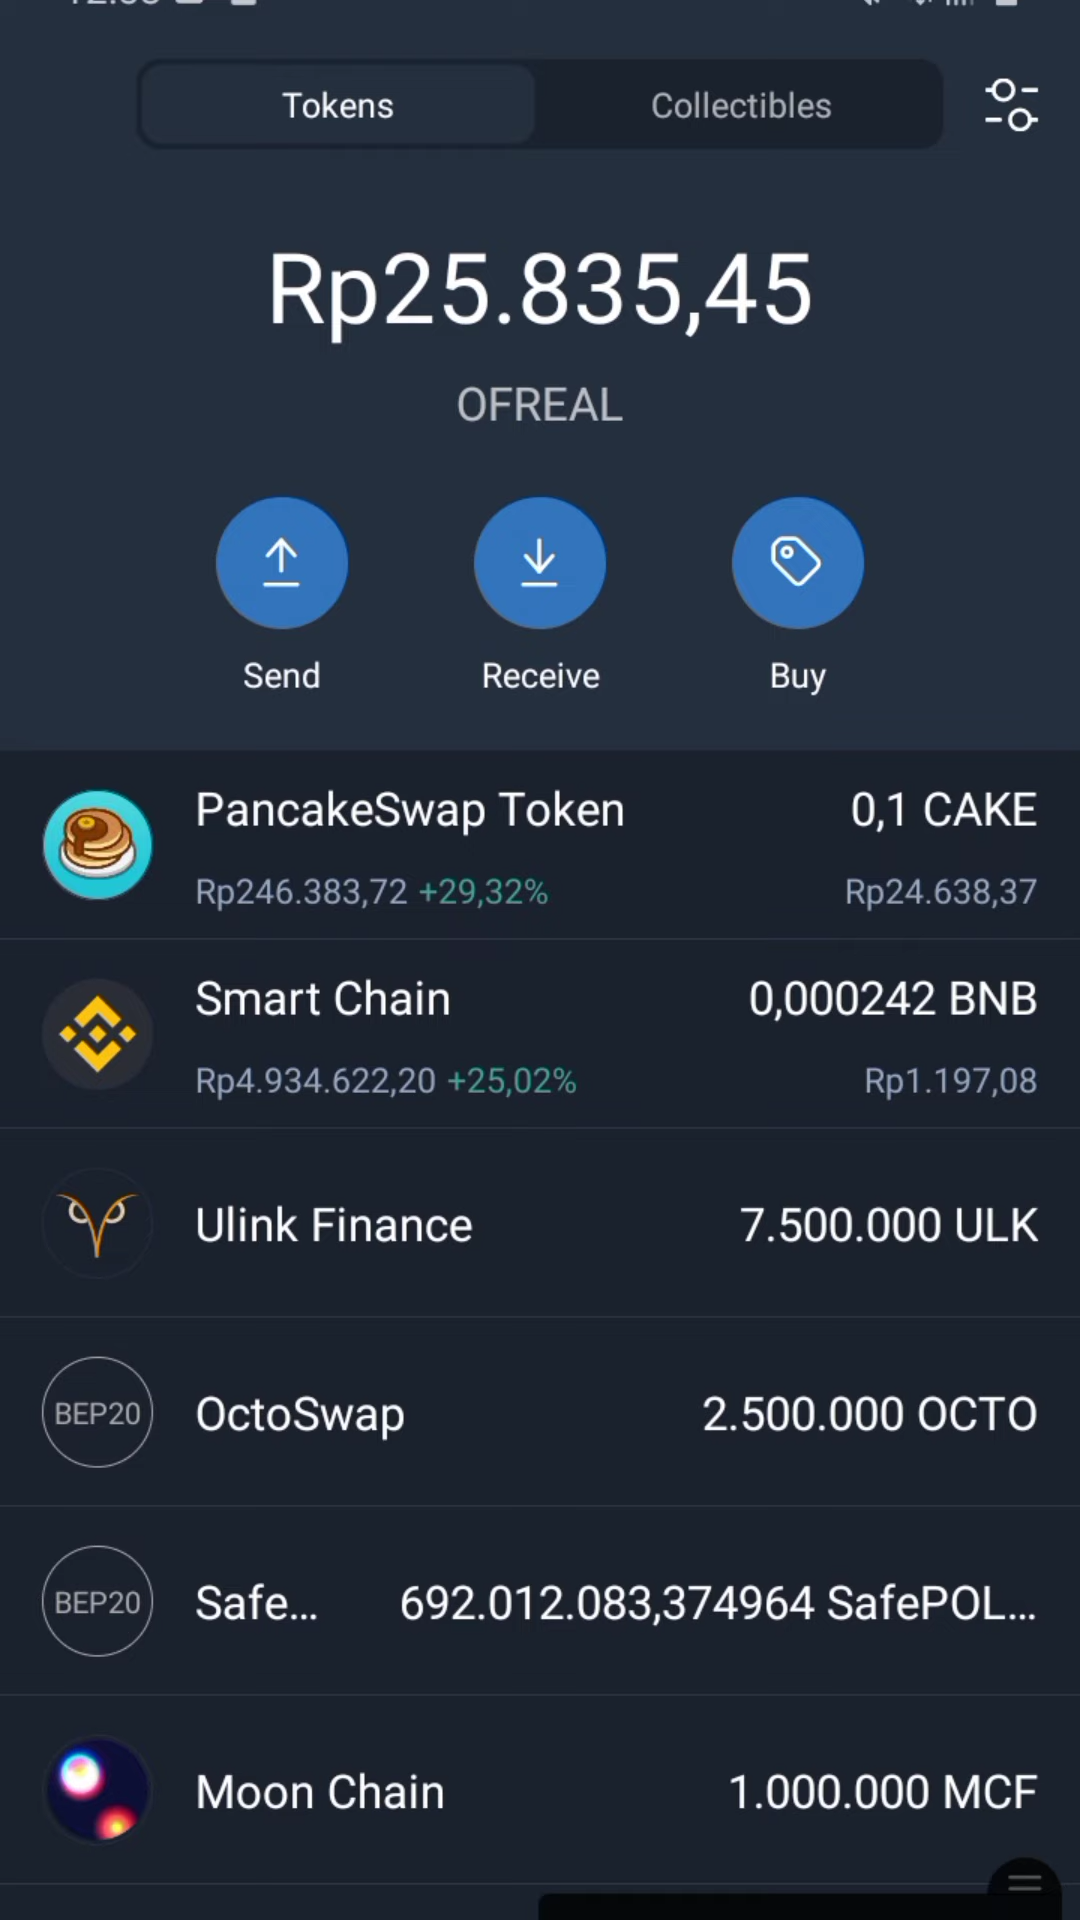 Tokens
Collectibles
Rp25.835,45
OFREAL
Send
Receive
Buy
PancakeSwap Token
0,1 CAKE
Rp246.383,72 +29,32%
Rp24.638,37
Smart Chain
0,000242 BNB
Rp4.934.622,20 +25,02%
Rp1.197,08
Ulink Finance
7.500.000 ULK
BEP20
OctoSwap
2.500.000 OCTO
BEP20
Safe...
692.012.083,374964 SafePOL...
Moon Chain
1.000.000 MCF